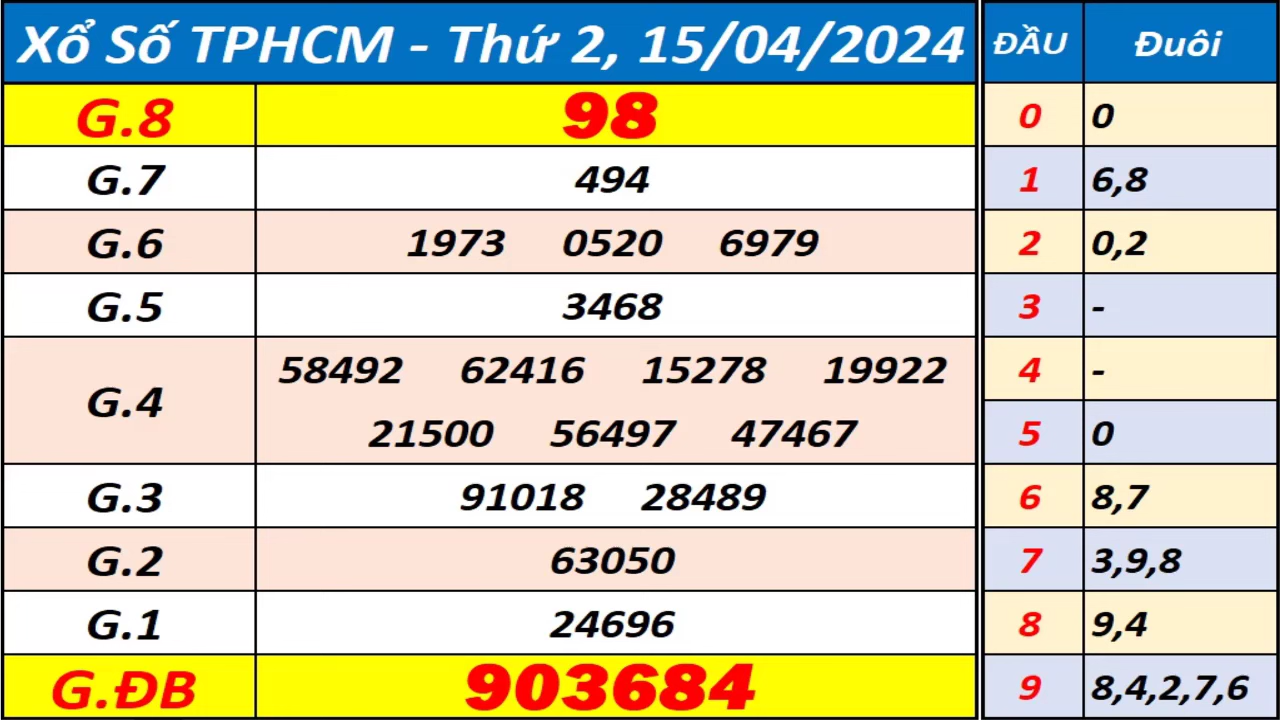 Xổ Số TPHCM - Thứ 2, 15/04/2024 ĐẦU Đuôi
G.8 98 0 0
G.7 494 1 6,8
G.6 1973 0520 6979 2 0,2
G.5 3468 3 -
G.4 58492 62416 15278 19922 4 -
21500 56497 47467 5 0
G.3 91018 28489 6 8,7
G.2 63050 7 3,9,8
G.1 24696 8 9,4
G.ĐB 903684 9 8,4,2,7,6